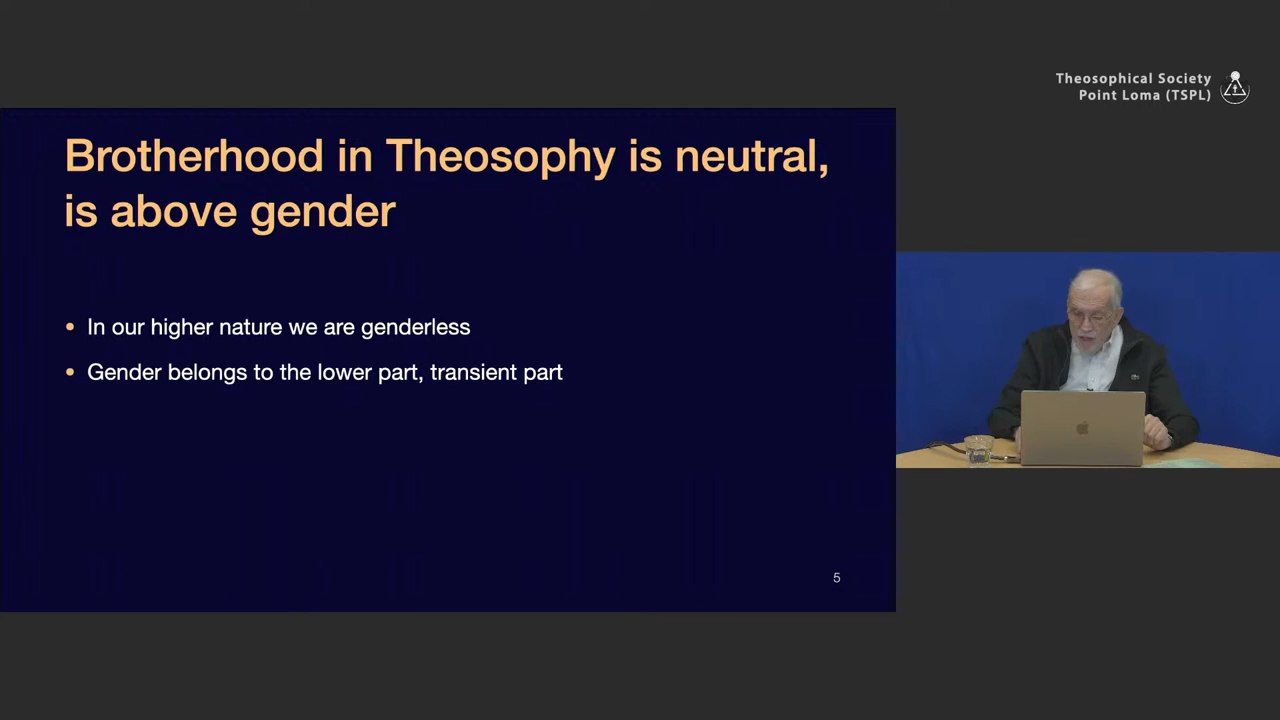 Theosophical Society
Point Loma (TSPL)
Brotherhood in Theosophy is neutral,
is above gender
• In our higher nature we are genderless
• Gender belongs to the lower part, transient part
5